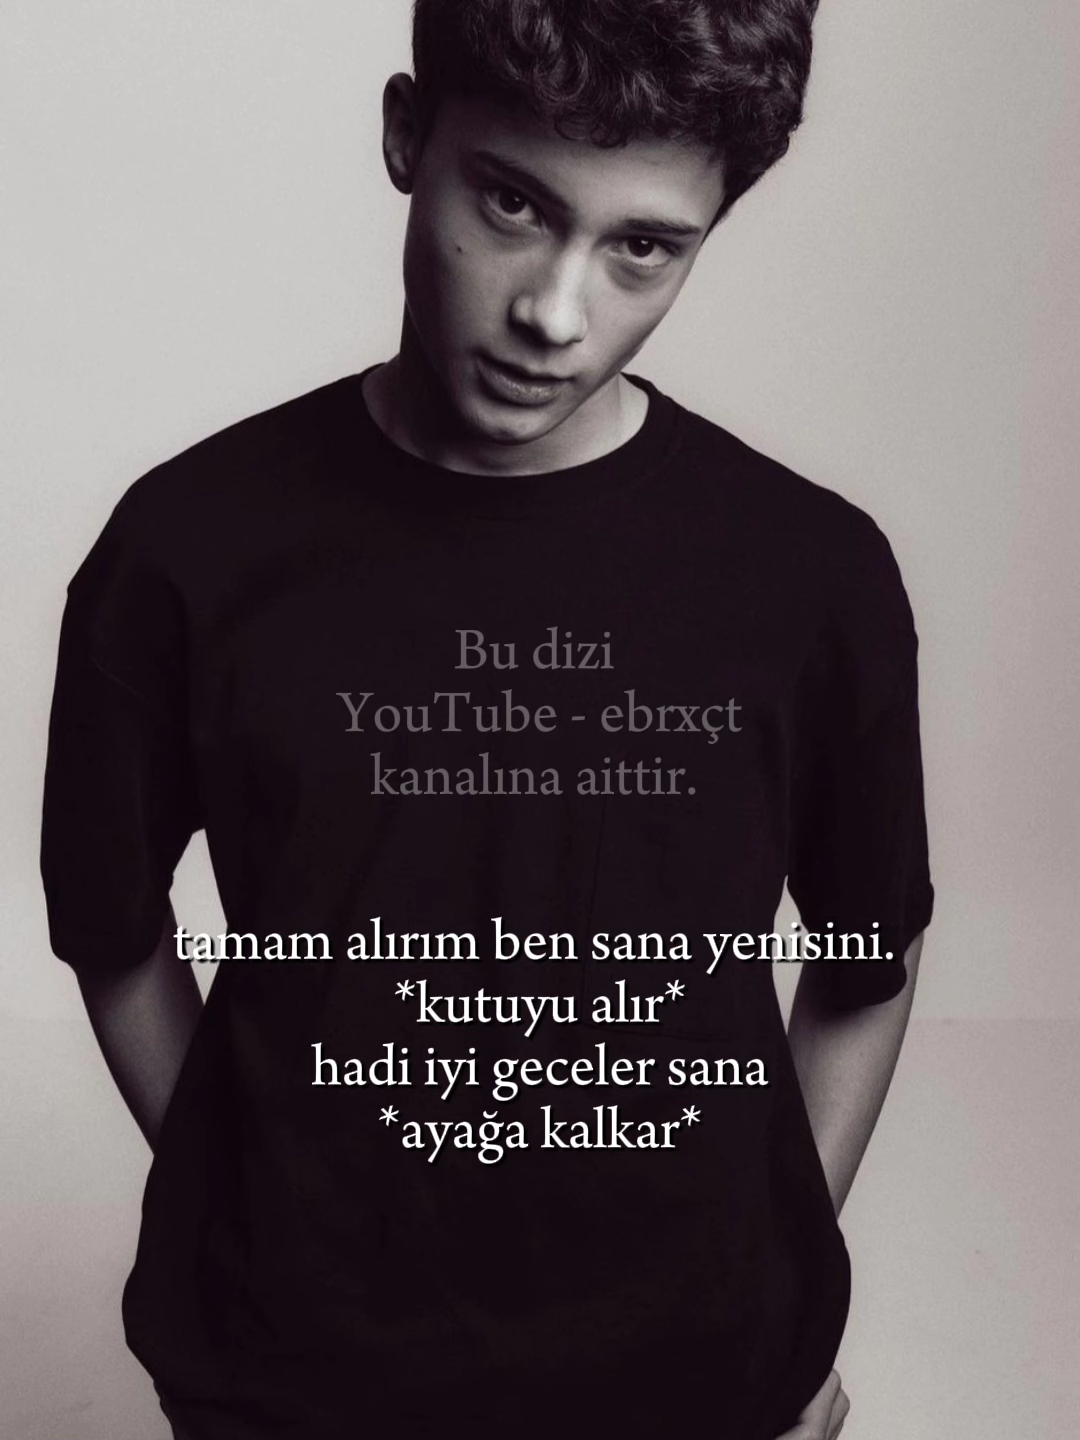 Bu dizi
YouTube - ebrxçt
kanalına aittir.
tamam alırım ben sana yenisini.
*kutuyu alır*
hadi iyi geceler sana
*ayağa kalkar*